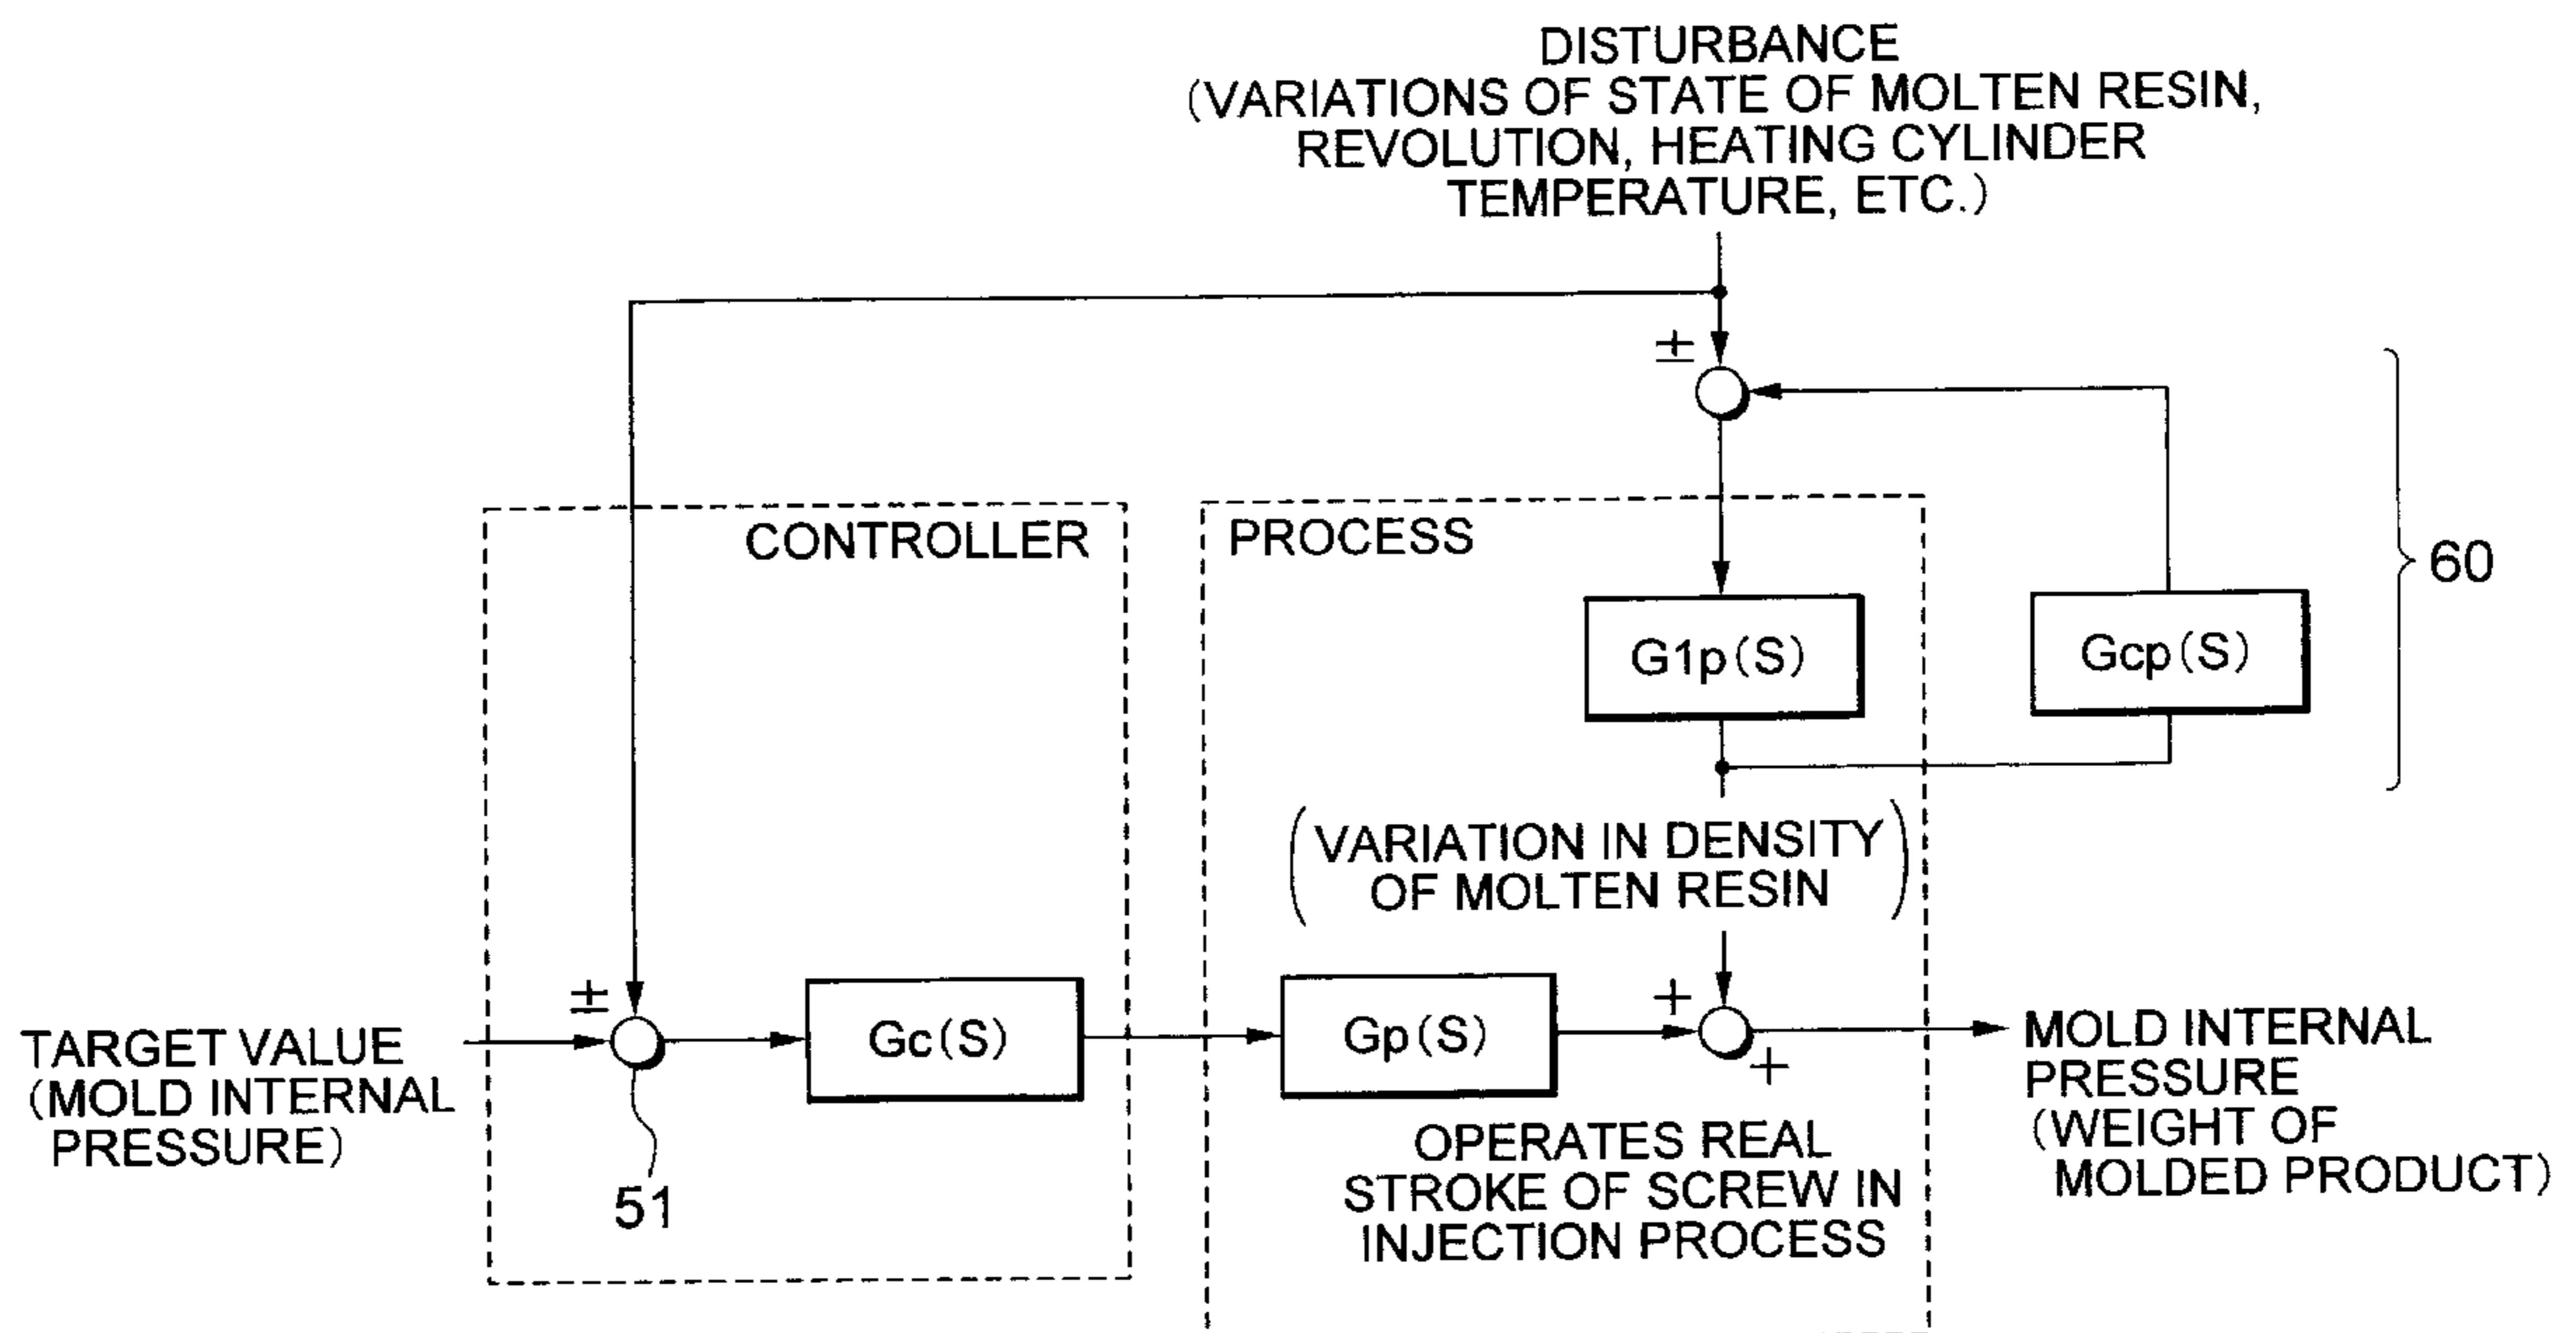 DISTURBANCE
(VARIATIONS OF STATE OF MOLTEN RESIN,
REVOLUTION, HEATING CYLINDER
TEMPERATURE, ETC.)
±
CONTROLLER
PROCESS
60
G1p(S)
Gcp(S)
(VARIATION IN DENSITY
OF MOLTEN RESIN)
±
+
TARGET VALUE
(MOLD INTERNAL
PRESSURE)
Gc(S)
Gp(S)
+
MOLD INTERNAL
PRESSURE
(WEIGHT OF
MOLDED PRODUCT)
51
OPERATES REAL
STROKE OF SCREW IN
INJECTION PROCESS